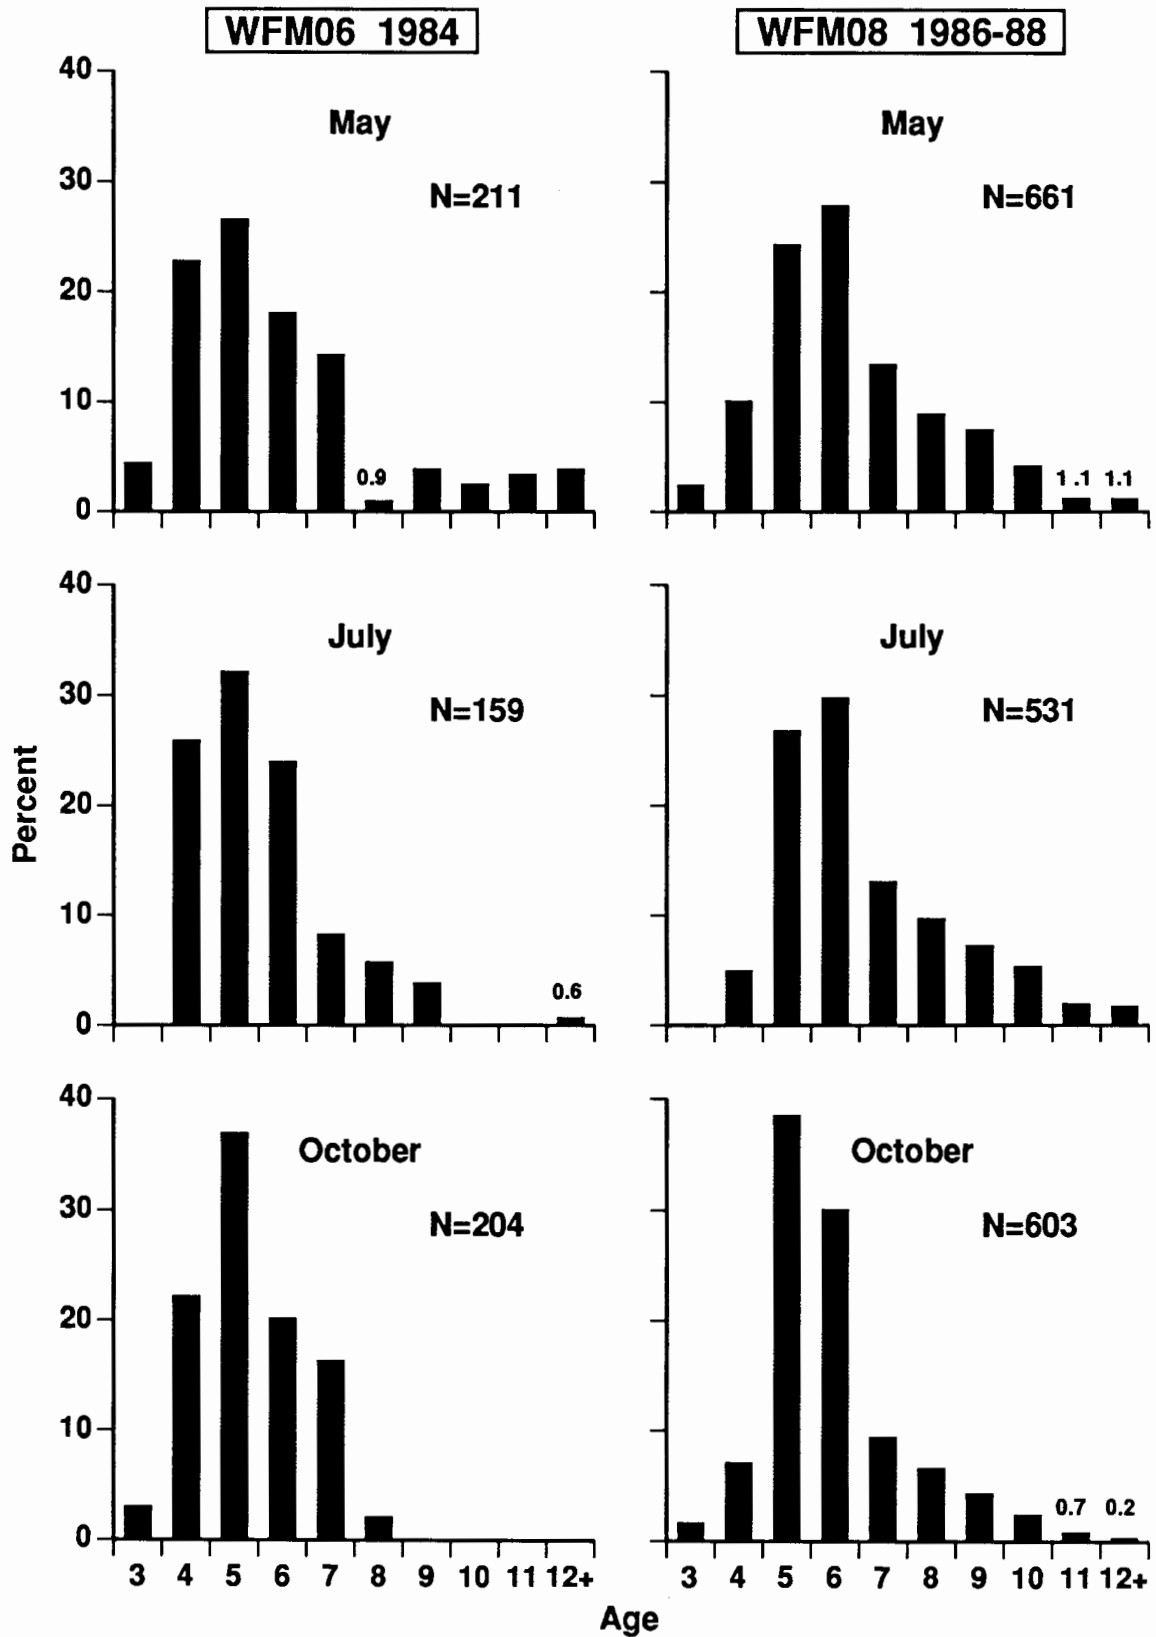 WFM06 1984
WFM08 1986-88
40
30
20
10
0
May
N=211
0.9
May
N=661
1 .1 1.1
40
30
20
10
0
July
N=159
0.6
July
N=531
Percent
40
30
20
10
0
October
N=204
October
N=603
0.7 0.2
3 4 5 6 7 8 9 10 11 12+
3 4 5 6 7 8 9 10 11 12+
Age